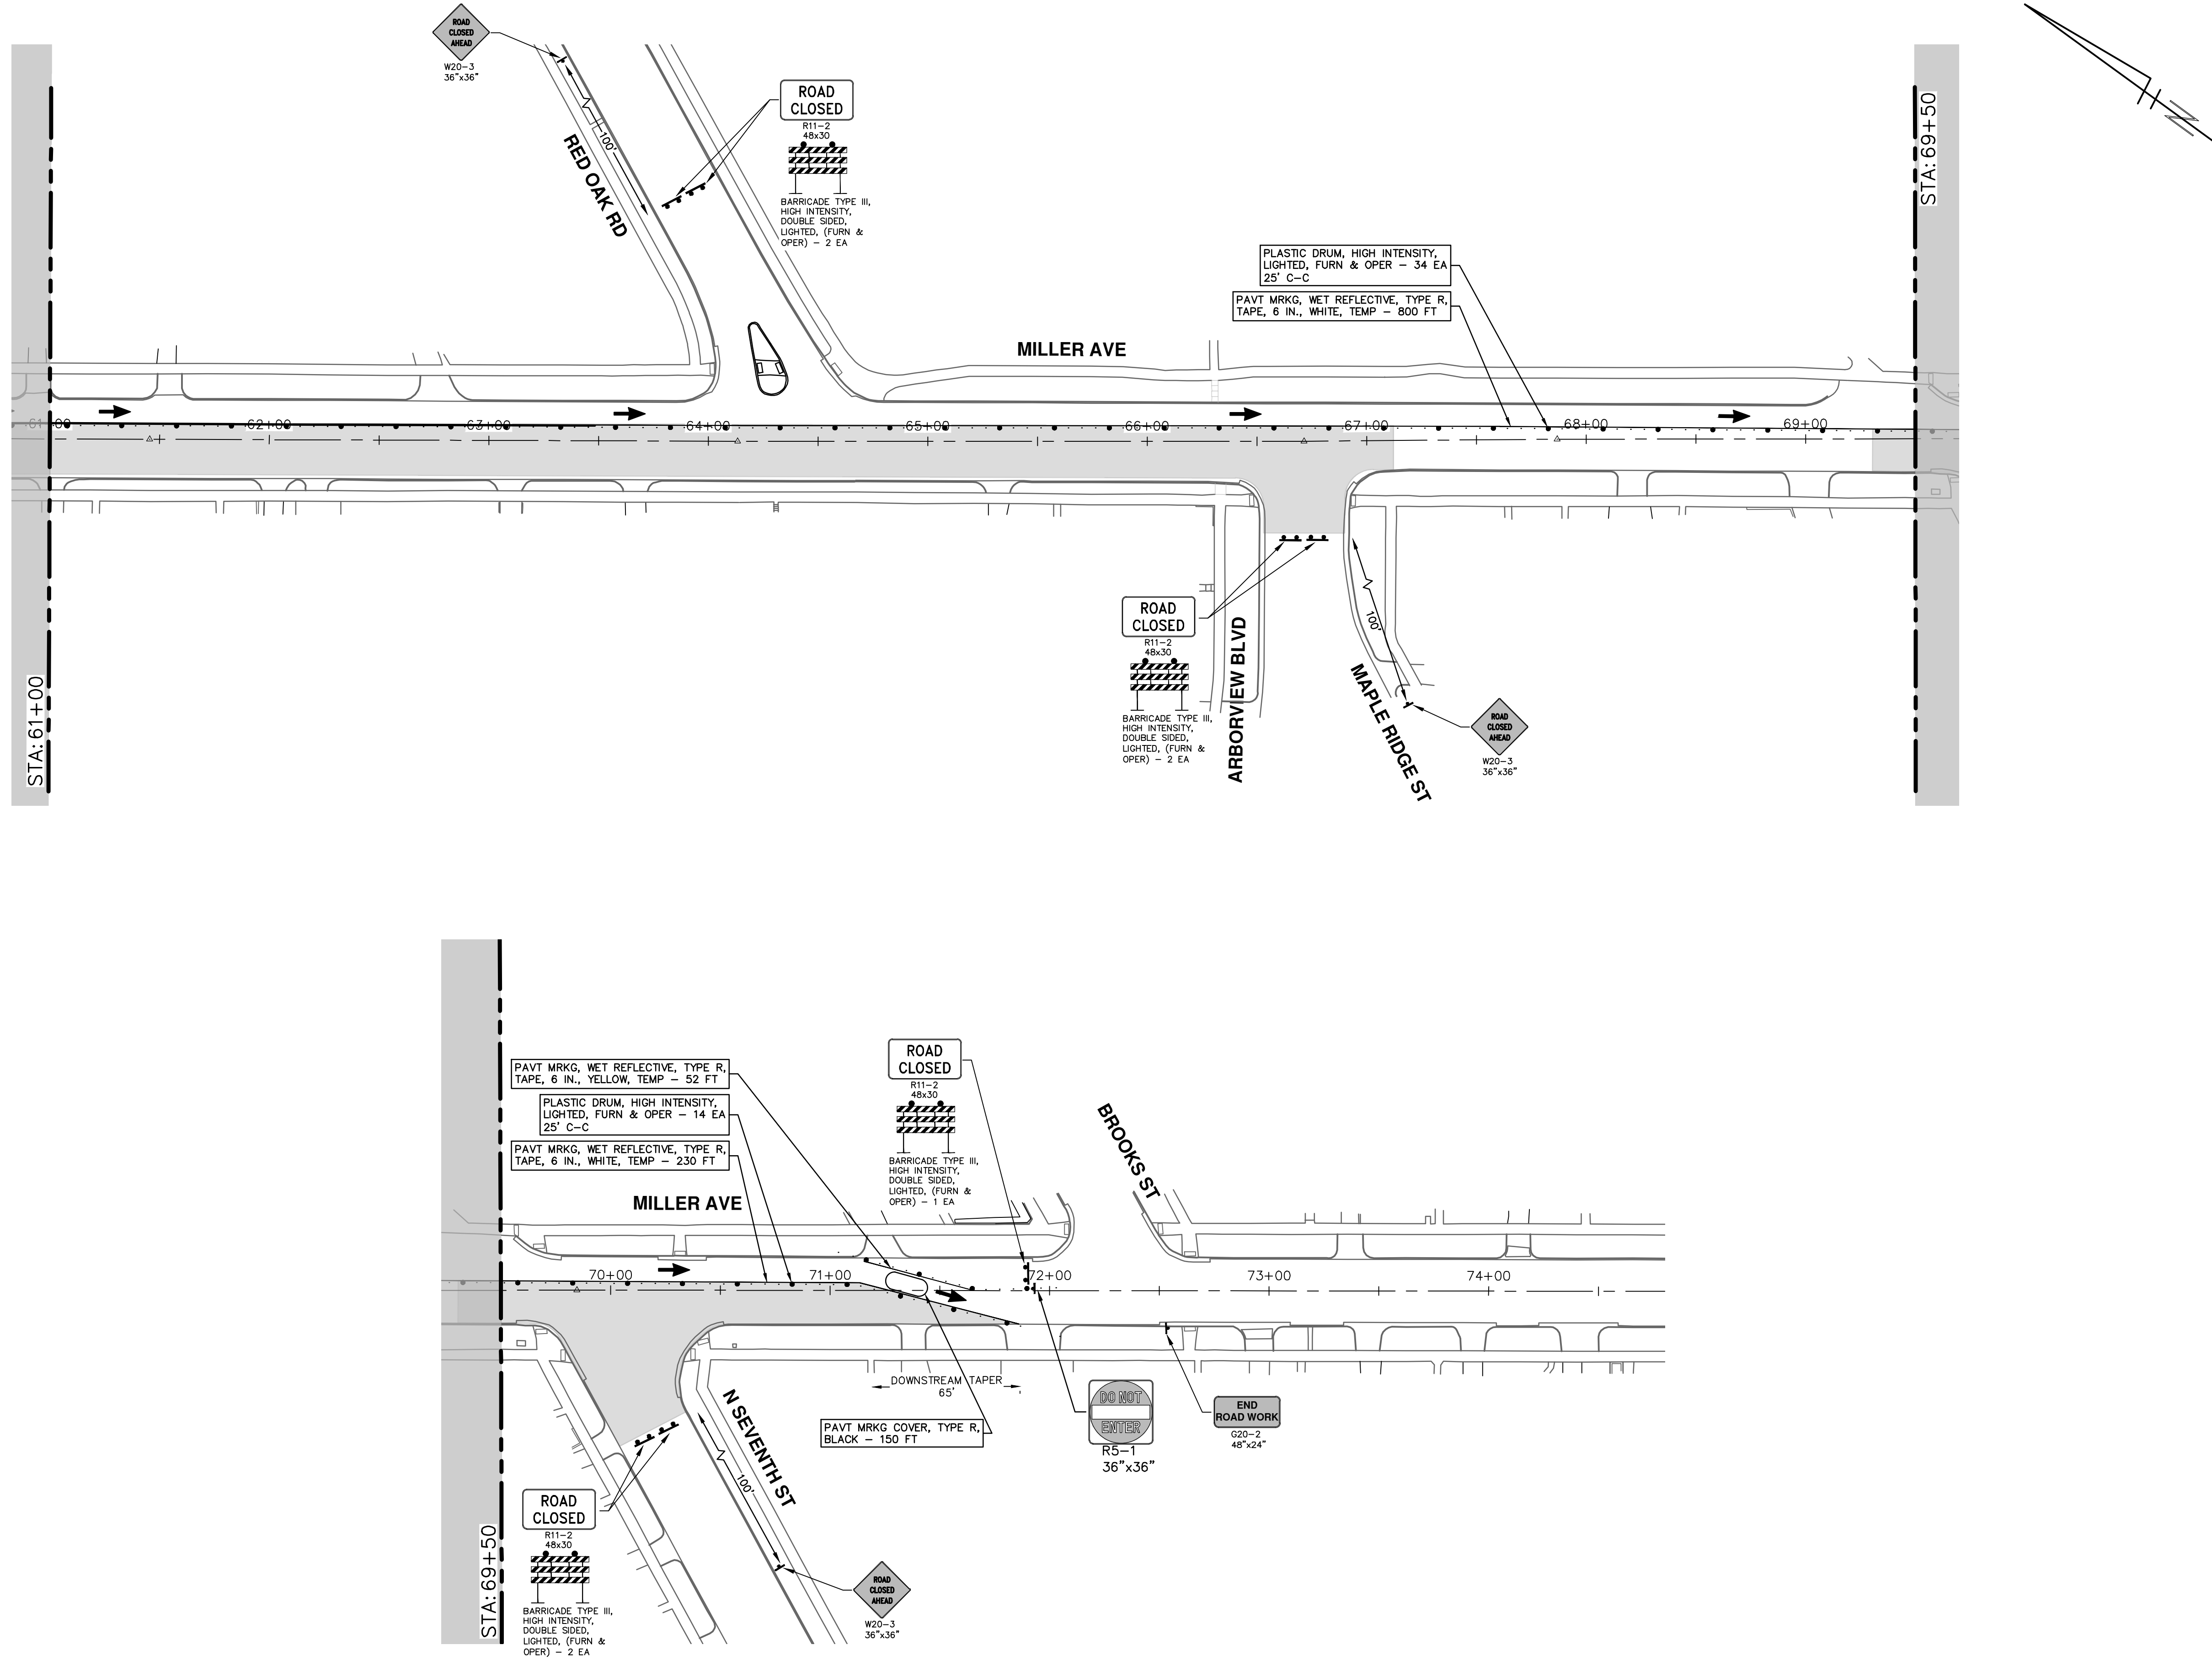 ROAD
CLOSED
AHEAD
W20-3
36"x36"
100'
RED OAK RD
ROAD
CLOSED
R11-2
48x30
BARRICADE TYPE III,
HIGH INTENSITY,
DOUBLE SIDED,
LIGHTED, (FURN &
OPER) - 2 EA
STA: 69+50
PLASTIC DRUM, HIGH INTENSITY,
LIGHTED, FURN & OPER - 34 EA
25' C-C
PAVT MRKG, WET REFLECTIVE, TYPE R,
TAPE, 6 IN., WHITE, TEMP - 800 FT
MILLER AVE
61+00
62+00
63+00
64+00
65+00
66+00
67+00
68+00
69+00
STA: 61+00
ROAD
CLOSED
R11-2
48x30
BARRICADE TYPE III,
HIGH INTENSITY,
DOUBLE SIDED,
LIGHTED, (FURN &
OPER) - 2 EA
ARBORVIEW BLVD
100'
MAPLE RIDGE ST
ROAD
CLOSED
AHEAD
W20-3
36"x36"
N
PAVT MRKG, WET REFLECTIVE, TYPE R,
TAPE, 6 IN., YELLOW, TEMP - 52 FT
PLASTIC DRUM, HIGH INTENSITY,
LIGHTED, FURN & OPER - 14 EA
25' C-C
PAVT MRKG, WET REFLECTIVE, TYPE R,
TAPE, 6 IN., WHITE, TEMP - 230 FT
MILLER AVE
ROAD
CLOSED
R11-2
48x30
BARRICADE TYPE III,
HIGH INTENSITY,
DOUBLE SIDED,
LIGHTED, (FURN &
OPER) - 1 EA
BROOKS ST
70+00
71+00
72+00
73+00
74+00
DOWNSTREAM TAPER
65'
PAVT MRKG COVER, TYPE R,
BLACK - 150 FT
DO NOT
ENTER
R5-1
36"x36"
END
ROAD WORK
G20-2
48"x24"
N SEVENTH ST
100'
STA: 69+50
ROAD
CLOSED
R11-2
48x30
BARRICADE TYPE III,
HIGH INTENSITY,
DOUBLE SIDED,
LIGHTED, (FURN &
OPER) - 2 EA
ROAD
CLOSED
AHEAD
W20-3
36"x36"